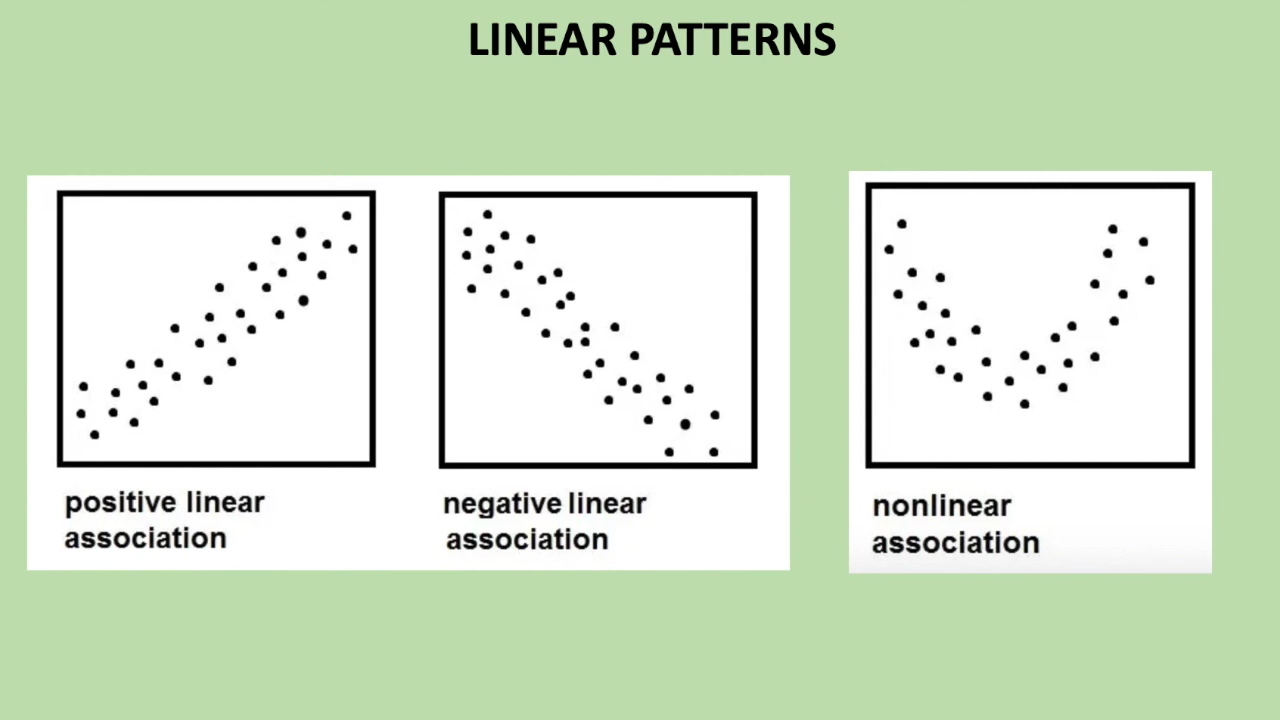 LINEAR PATTERNS
positive linear
association
negative linear
association
nonlinear
association